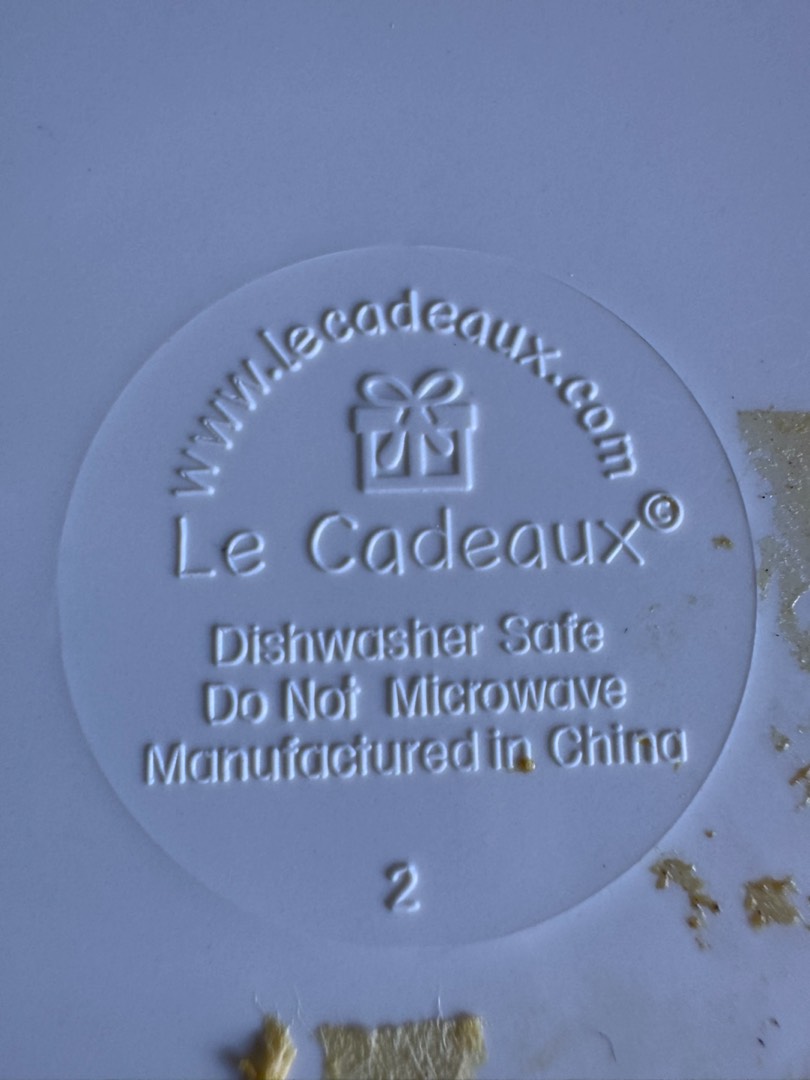 www.lecadeaux.com
Le Cadeaux©
Dishwasher Safe
Do Not Microwave
Manufactured in China
2